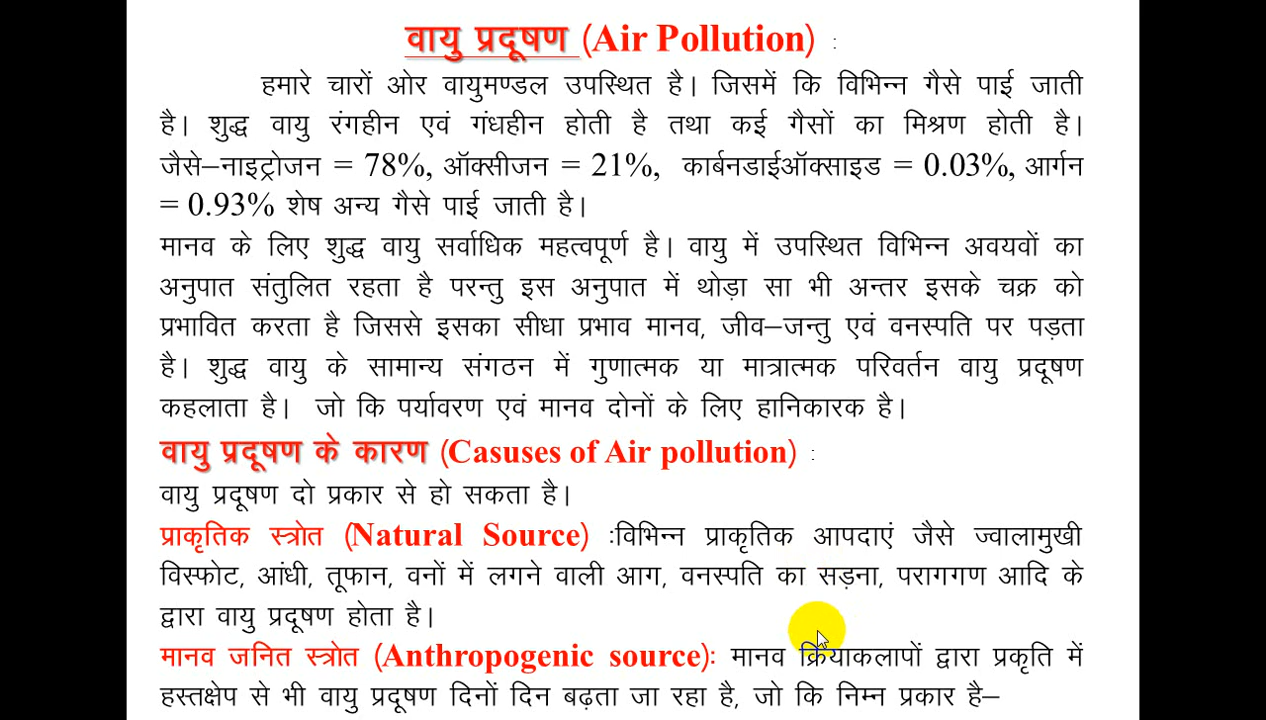 वायु प्रदूषण (Air Pollution) :
हमारे चारों ओर वायुमण्डल उपस्थित है। जिसमें कि विभिन्न गैसे पाई जाती
है। शुद्ध वायु रंगहीन एवं गंधहीन होती है तथा कई गैसों का मिश्रण होती है।
जैसे–नाइट्रोजन = 78%, ऑक्सीजन = 21%, कार्बनडाईऑक्साइड = 0.03%, आर्गन
= 0.93% शेष अन्य गैसे पाई जाती है।
मानव के लिए शुद्ध वायु सर्वाधिक महत्वपूर्ण है। वायु में उपस्थित विभिन्न अवयवों का
अनुपात संतुलित रहता है परन्तु इस अनुपात में थोड़ा सा भी अन्तर इसके चक्र को
प्रभावित करता है जिससे इसका सीधा प्रभाव मानव, जीव–जन्तु एवं वनस्पति पर पड़ता
है। शुद्ध वायु के सामान्य संगठन में गुणात्मक या मात्रात्मक परिवर्तन वायु प्रदूषण
कहलाता है। जो कि पर्यावरण एवं मानव दोनों के लिए हानिकारक है।
वायु प्रदूषण के कारण (Casuses of Air pollution) :
वायु प्रदूषण दो प्रकार से हो सकता है।
प्राकृतिक स्त्रोत (Natural Source) :विभिन्न प्राकृतिक आपदाएं जैसे ज्वालामुखी
विस्फोट, आंधी, तूफान, वनों में लगने वाली आग, वनस्पति का सड़ना, परागगण आदि के
द्वारा वायु प्रदूषण होता है।
मानव जनित स्त्रोत (Anthropogenic source): मानव क्रियाकलापों द्वारा प्रकृति में
हस्तक्षेप से भी वायु प्रदूषण दिनों दिन बढ़ता जा रहा है, जो कि निम्न प्रकार है–